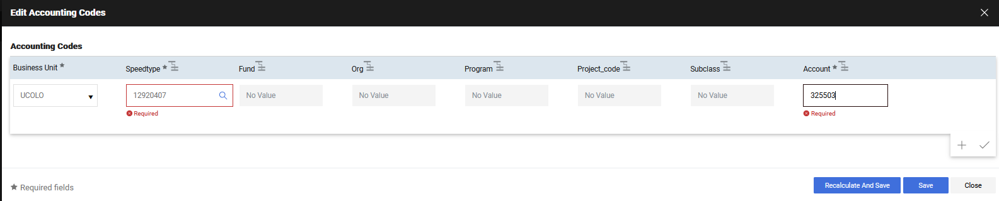 Edit Accounting Codes
Accounting Codes
Business Unit Speedtype Fund Org Program Project_code Subclass Account
UCOLO 12920407 No Value No Value No Value No Value No Value 325503
Required Required
Required fields Recalculate And Save Save Close